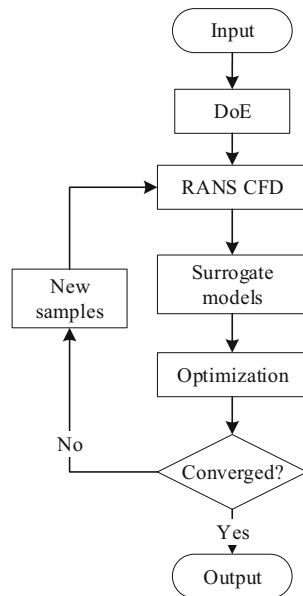 Input
DoE
RANS CFD
Surrogate
models
New
samples
Optimization
No
Converged?
Yes
Output